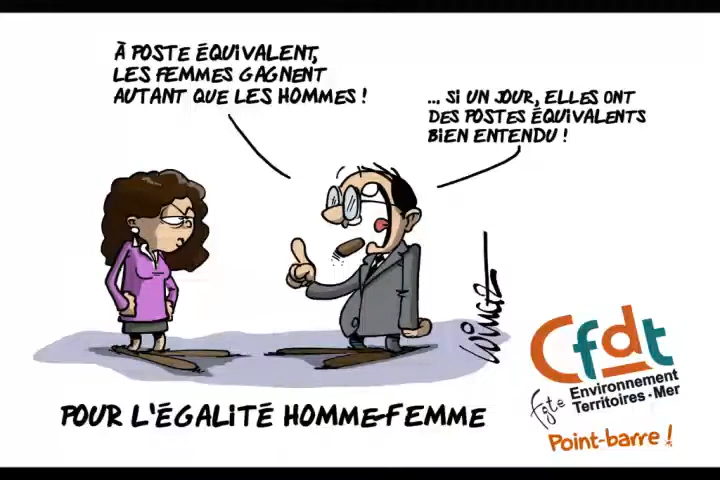 À POSTE ÉQUIVALENT,
LES FEMMES GAGNENT
AUTANT QUE LES HOMMES !
... SI UN JOUR, ELLES ONT
DES POSTES ÉQUIVALENTS
BIEN ENTENDU !
POUR L'ÉGALITÉ HOMME-FEMME
Cfdt
Fgte Environnement
Territoires - Mer
Point-barre !